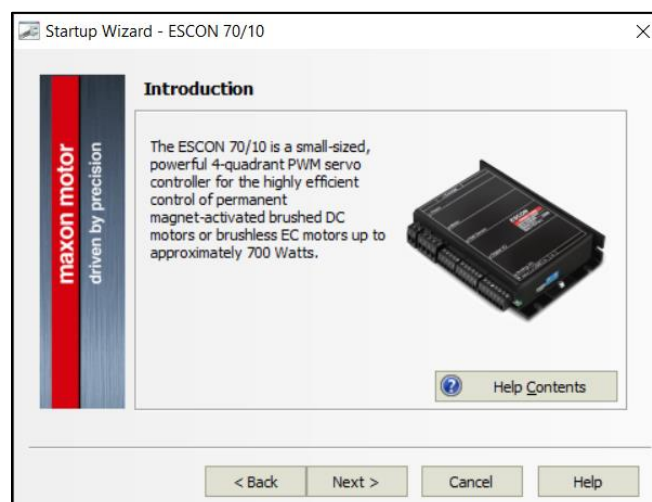 Startup Wizard - ESCON 70/10
Introduction
maxon motor
driven by precision
The ESCON 70/10 is a small-sized,
powerful 4-quadrant PWM servo
controller for the highly efficient
control of permanent
magnet-activated brushed DC
motors or brushless EC motors up to
approximately 700 Watts.
ESCON
Help Contents
< Back
Next >
Cancel
Help